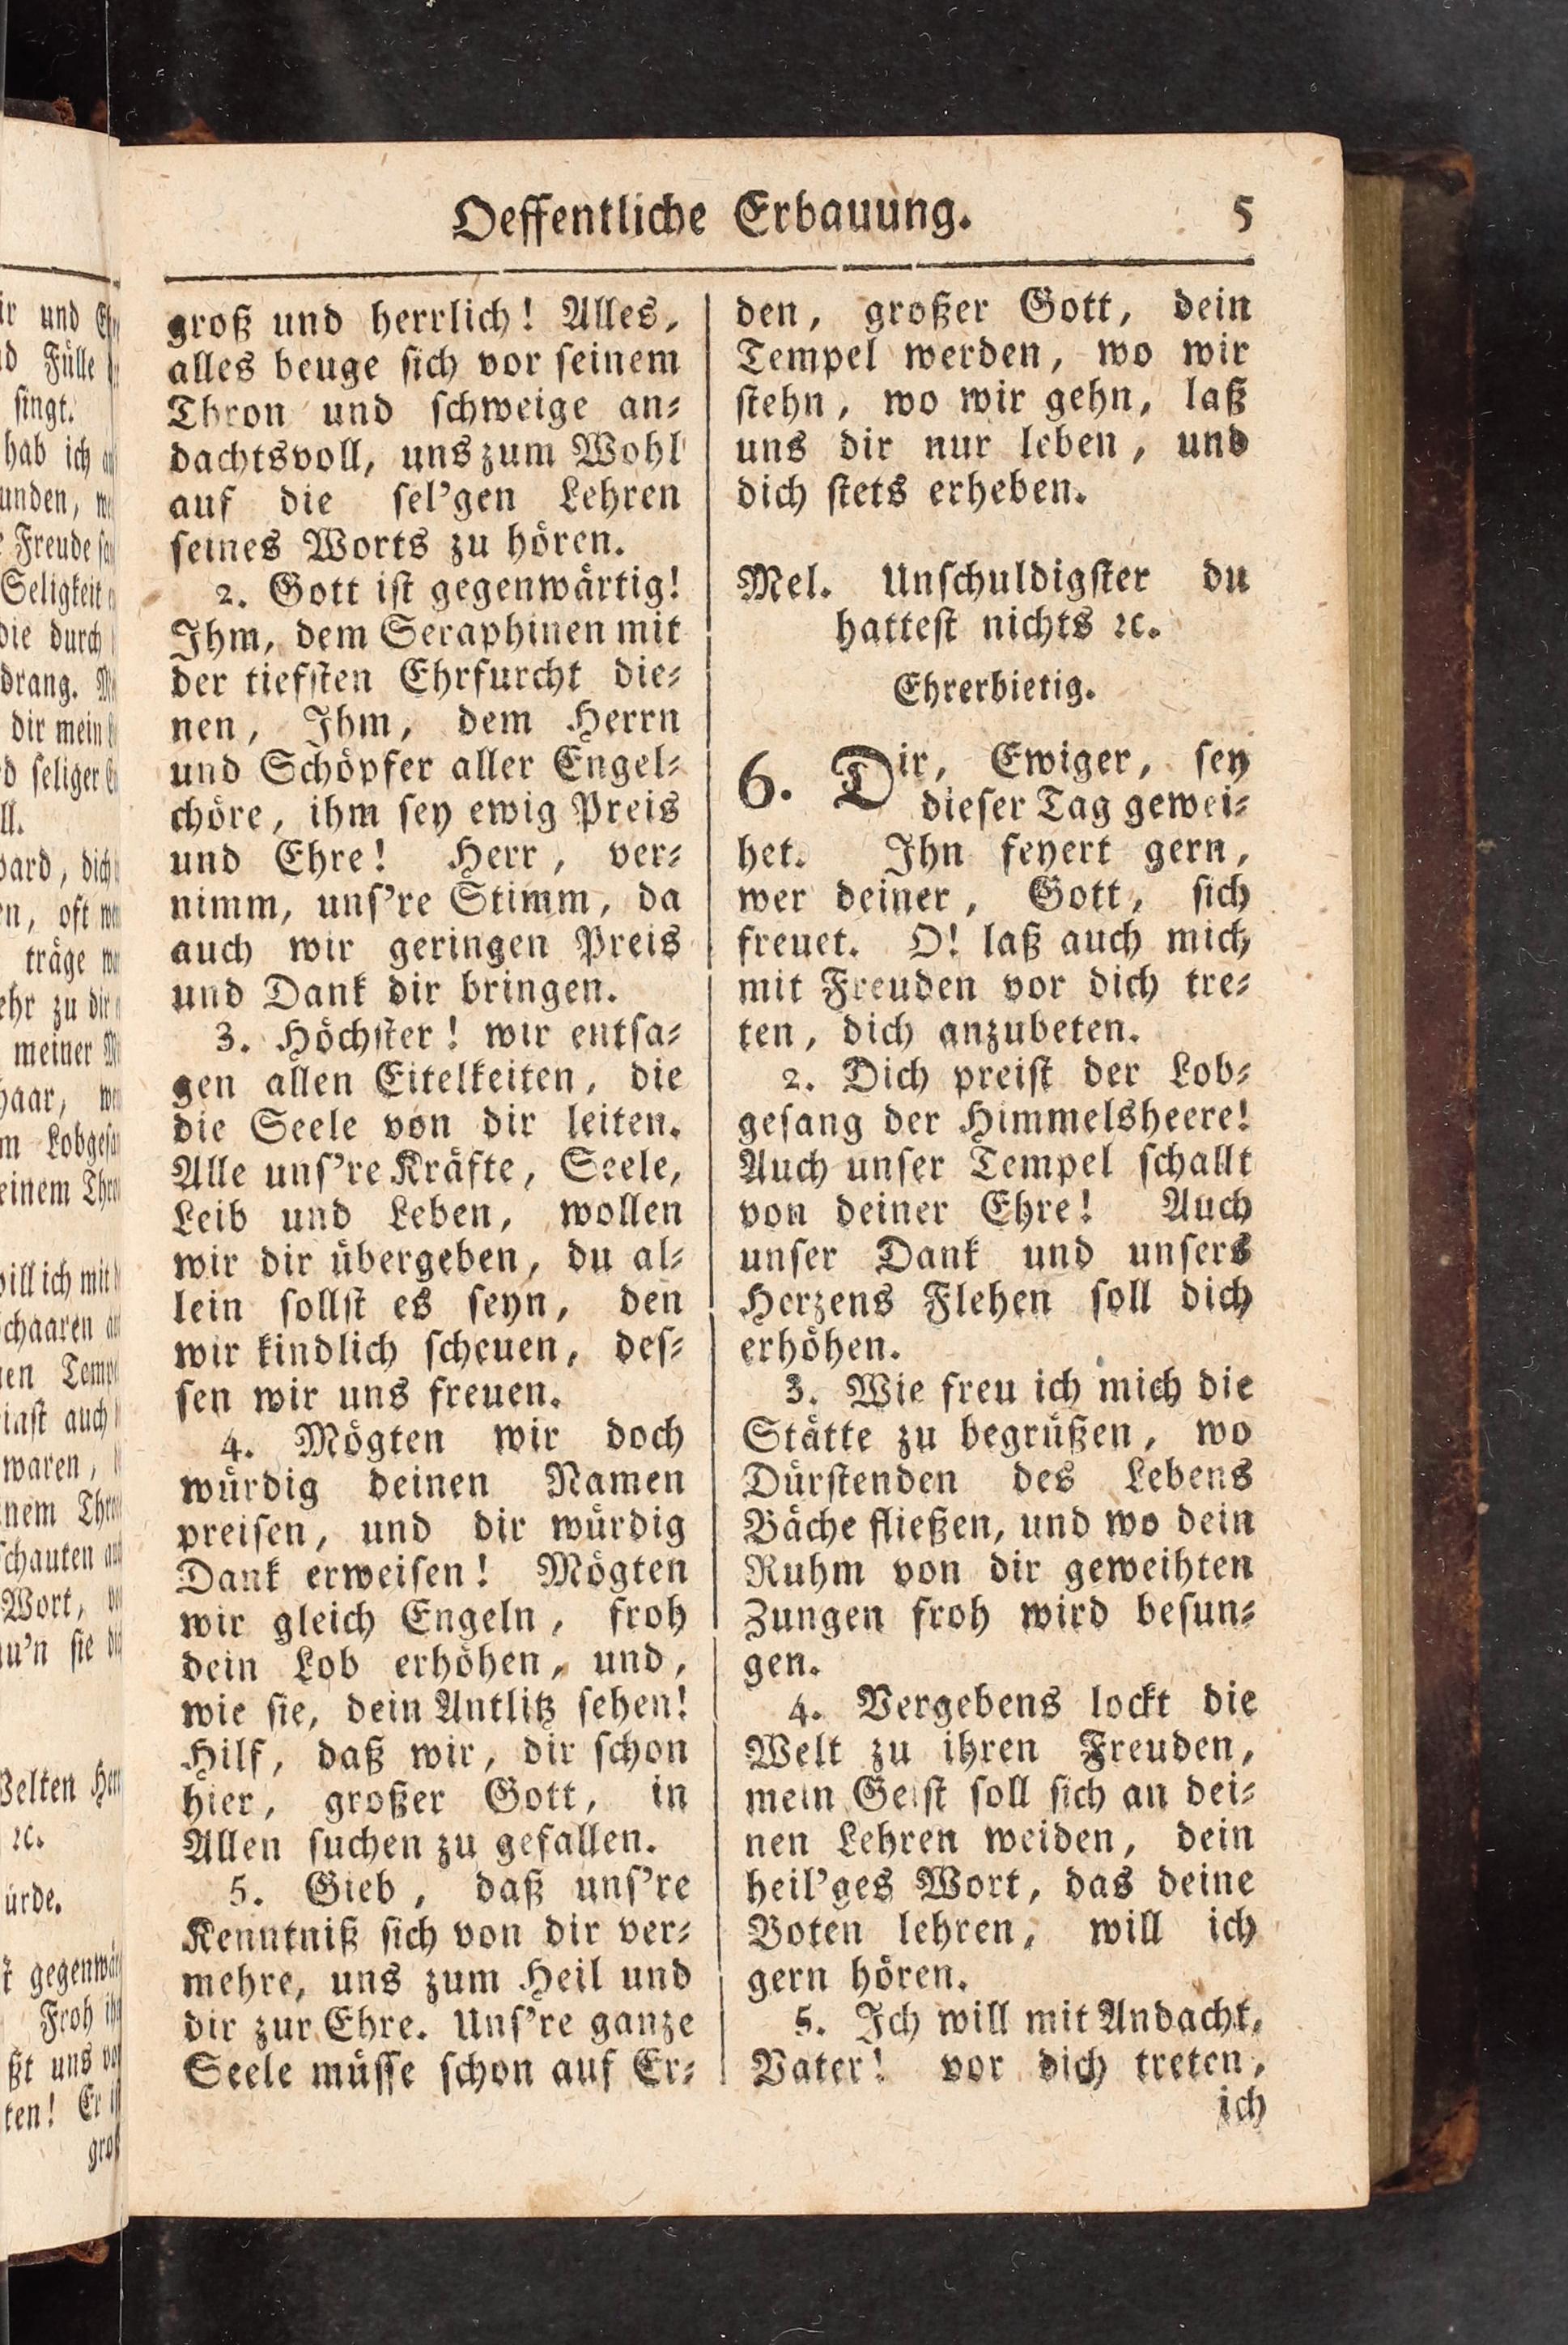 Oeffentliche Erbauung. 5
groß und herrlich! Alles,
alles beuge sich vor seinem
Thron und schweige an⸗
dachtsvoll, uns zum Wohl
auf die sel’gen Lehren
seines Worts zu hören.
2. Gott ist gegenwärtig!
Ihm, dem Seraphinen mit
der tiefsten Ehrfurcht die⸗
nen, Ihm, dem Herrn
und Schöpfer aller Engel⸗
chöre, ihm sey ewig Preis
und Ehre! Herr, ver⸗
nimm, uns’re Stimm, da
auch wir geringen Preis
und Dank dir bringen.
3. Höchster! wir entsa⸗
gen allen Eitelkeiten, die
die Seele von dir leiten.
Alle uns’re Kräfte, Seele,
Leib und Leben, wollen
wir dir übergeben, du al⸗
lein sollst es seyn, den
wir kindlich scheuen, des⸗
sen wir uns freuen.
4. Mögten wir doch
würdig deinen Namen
preisen, und dir würdig
Dank erweisen! Mögten
wir gleich Engeln, froh
dein Lob erhöhen, und,
wie sie, dein Antlitz sehen!
Hilf, daß wir, dir schon
hier, großer Gott, in
Allen suchen zu gefallen.
5. Gieb, daß uns’re
Kenntniß sich von dir ver⸗
mehre, uns zum Heil und
dir zur Ehre. Uns’re ganze
Seele müsse schon auf Er⸗
den, großer Gott, dein
Tempel werden, wo wir
stehn, wo wir gehn, laß
uns dir nur leben, und
dich stets erheben.
Mel. Unschuldigster du
hattest nichts ꝛc.
Ehrerbietig.
6. Dir, Ewiger, sey
dieser Tag gewei⸗
het. Ihn feyert gern,
wer deiner, Gott, sich
freuet. O! laß auch mich
mit Freuden vor dich tre⸗
ten, dich anzubeten.
2. Dich preist der Lob⸗
gesang der Himmelsheere!
Auch unser Tempel schallt
von deiner Ehre! Auch
unser Dank und unsers
Herzens Flehen soll dich
erhöhen.
3. Wie freu ich mich die
Stätte zu begrüßen, wo
Dürstenden des Lebens
Bäche fließen, und wo dein
Ruhm von dir geweihten
Zungen froh wird besun⸗
gen.
4. Vergebens lockt die
Welt zu ihren Freuden,
mein Geist soll sich an dei⸗
nen Lehren weiden, dein
heil’ges Wort, das deine
Boten lehren, will ich
gern hören.
5. Ich will mit Andacht,
Vater! vor dich treten,
ich